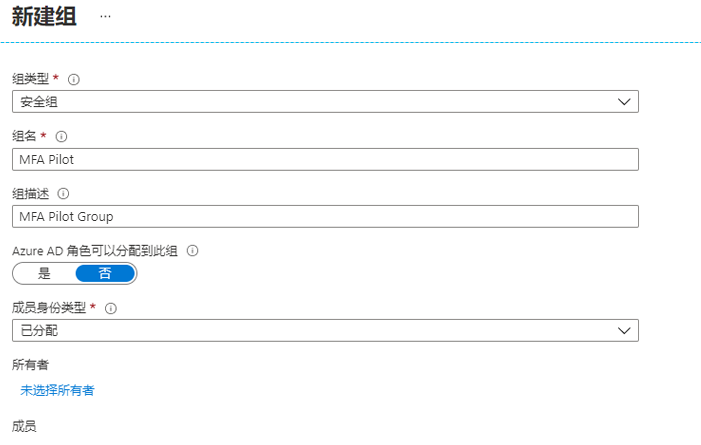 新建组 ...
组类型 *
安全组
组名 *
MFA Pilot
组描述
MFA Pilot Group
Azure AD 角色可以分配到此组
是 否
成员身份类型 *
已分配
所有者
未选择所有者
成员